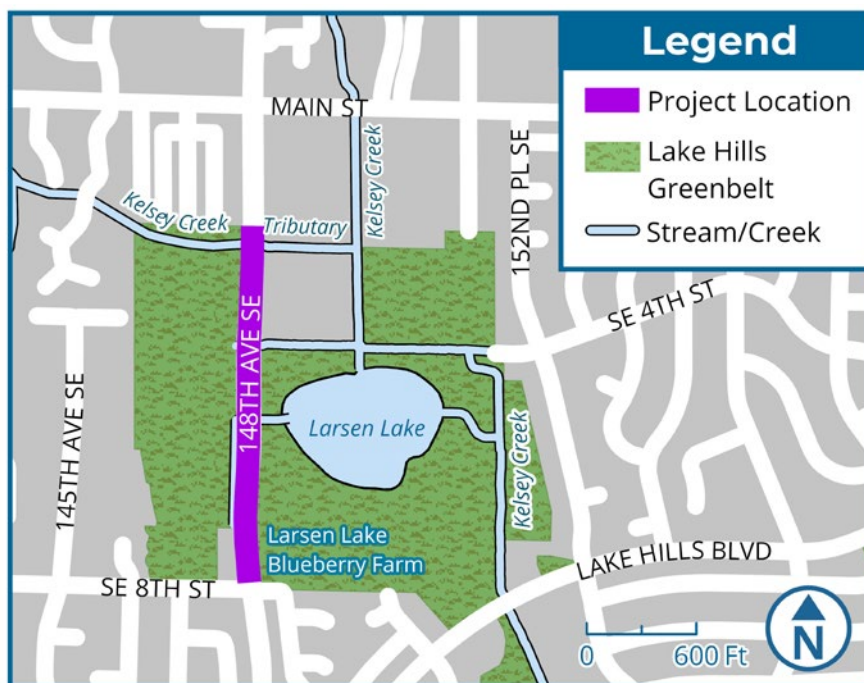 Legend
Project Location
Lake Hills
Greenbelt
Stream/Creek
MAIN ST
Kelsey Creek
Tributary
Kelsey Creek
152ND PL SE
SE 4TH ST
148TH AVE SE
145TH AVE SE
Larsen Lake
Kelsey Creek
Larsen Lake
Blueberry Farm
LAKE HILLS BLVD
SE 8TH ST
0 600 Ft
N